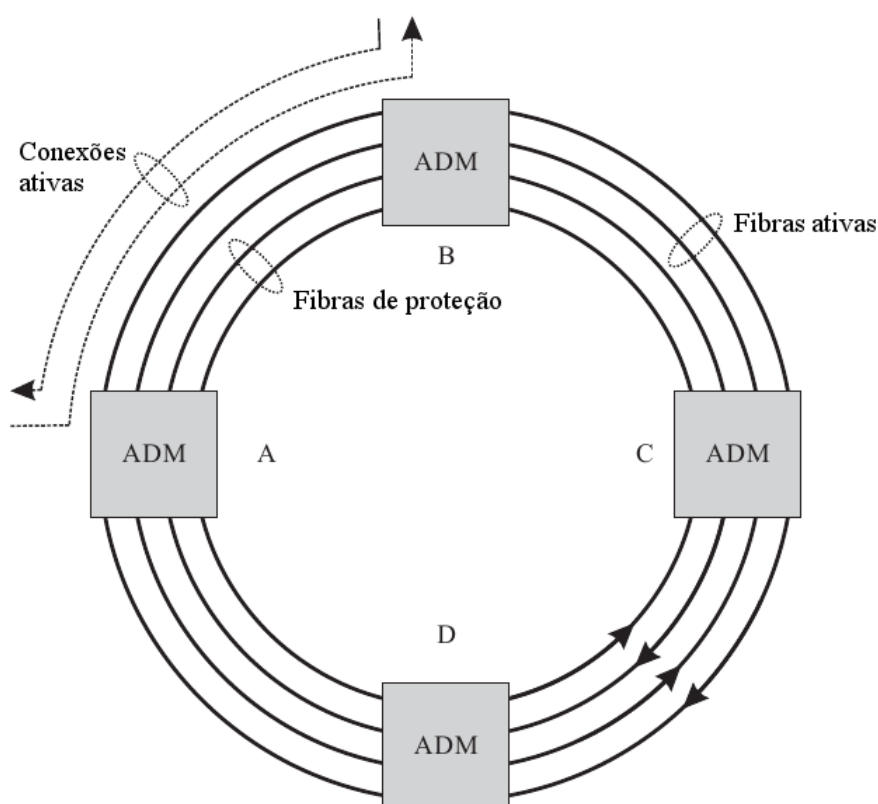 Conexões
ativas
ADM
B
Fibras ativas
Fibras de proteção
ADM
A
C
ADM
D
ADM